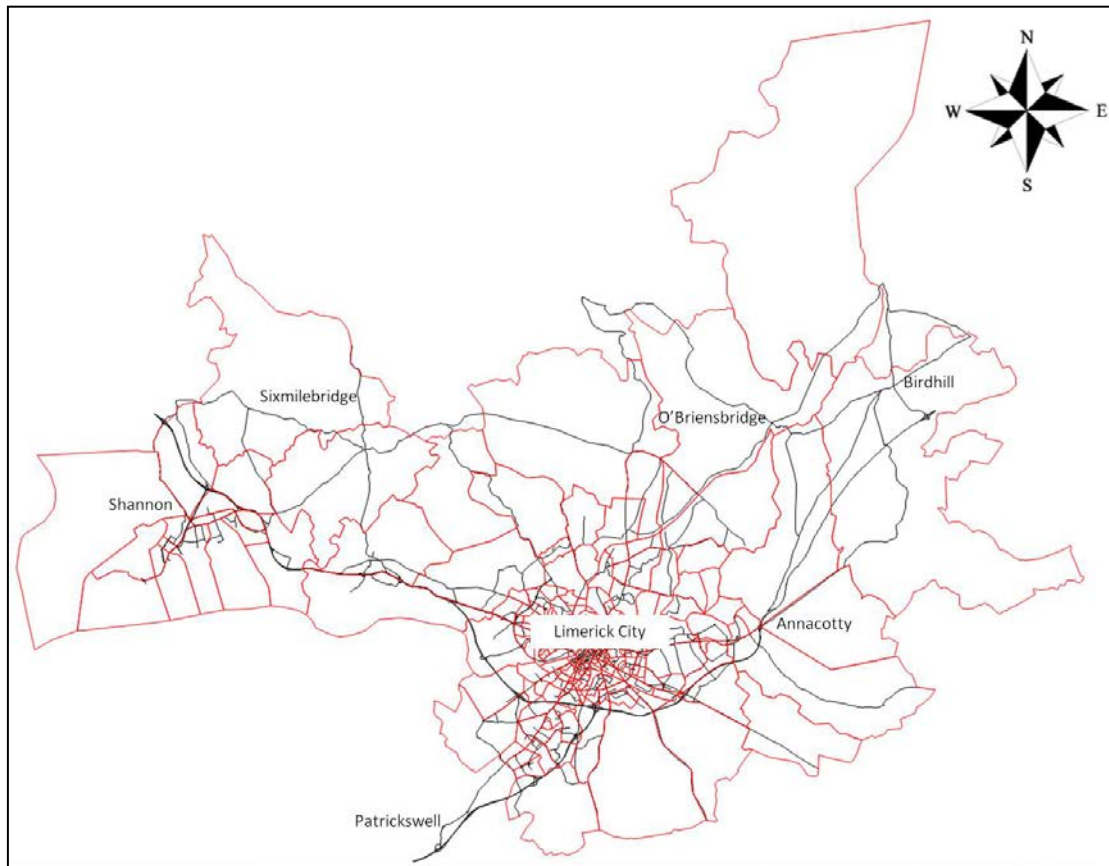 N
W
E
S
Sixmilebridge
Birdhill
O'Briensbridge
Shannon
Limerick City
Annacotty
Patrickswell